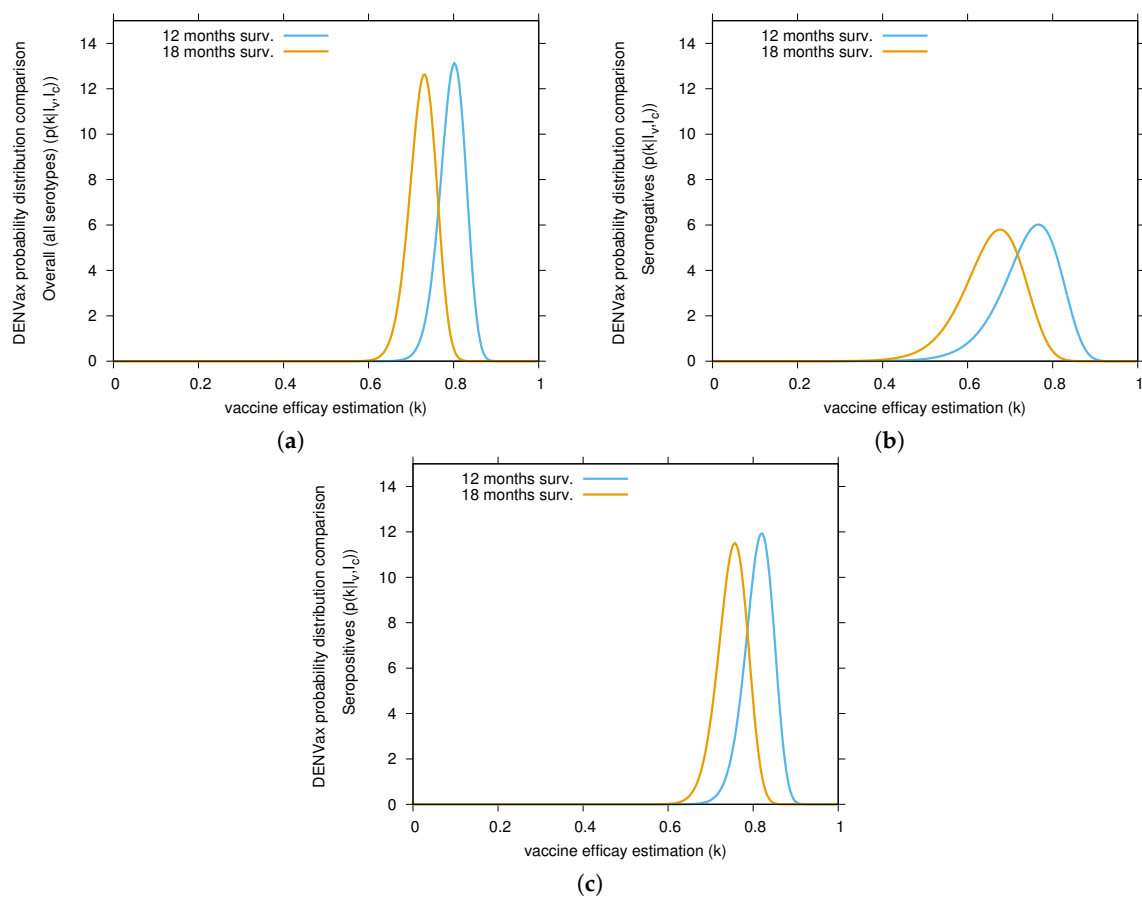 DENVax probability distribution comparison
Overall (all serotypes) (p(k|I_v,I_c))
12 months surv.
18 months surv.
14
12
10
8
6
4
2
0
0 0.2 0.4 0.6 0.8 1
vaccine efficay estimation (k)
(a)
DENVax probability distribution comparison
Seronegatives (p(k|I_v,I_c))
12 months surv.
18 months surv.
14
12
10
8
6
4
2
0
0 0.2 0.4 0.6 0.8 1
vaccine efficay estimation (k)
(b)
DENVax probability distribution comparison
Seropositives (p(k|I_v,I_c))
12 months surv.
18 months surv.
14
12
10
8
6
4
2
0
0 0.2 0.4 0.6 0.8 1
vaccine efficay estimation (k)
(c)